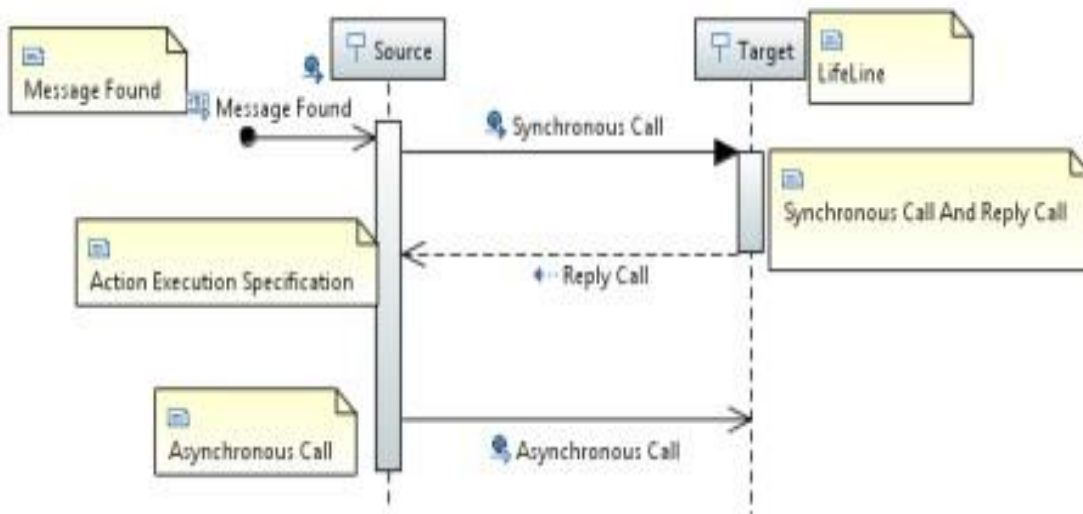 Message Found
Source
Target
LifeLine
Message Found
Synchronous Call
Synchronous Call And Reply Call
Action Execution Specification
Reply Call
Asynchronous Call
Asynchronous Call